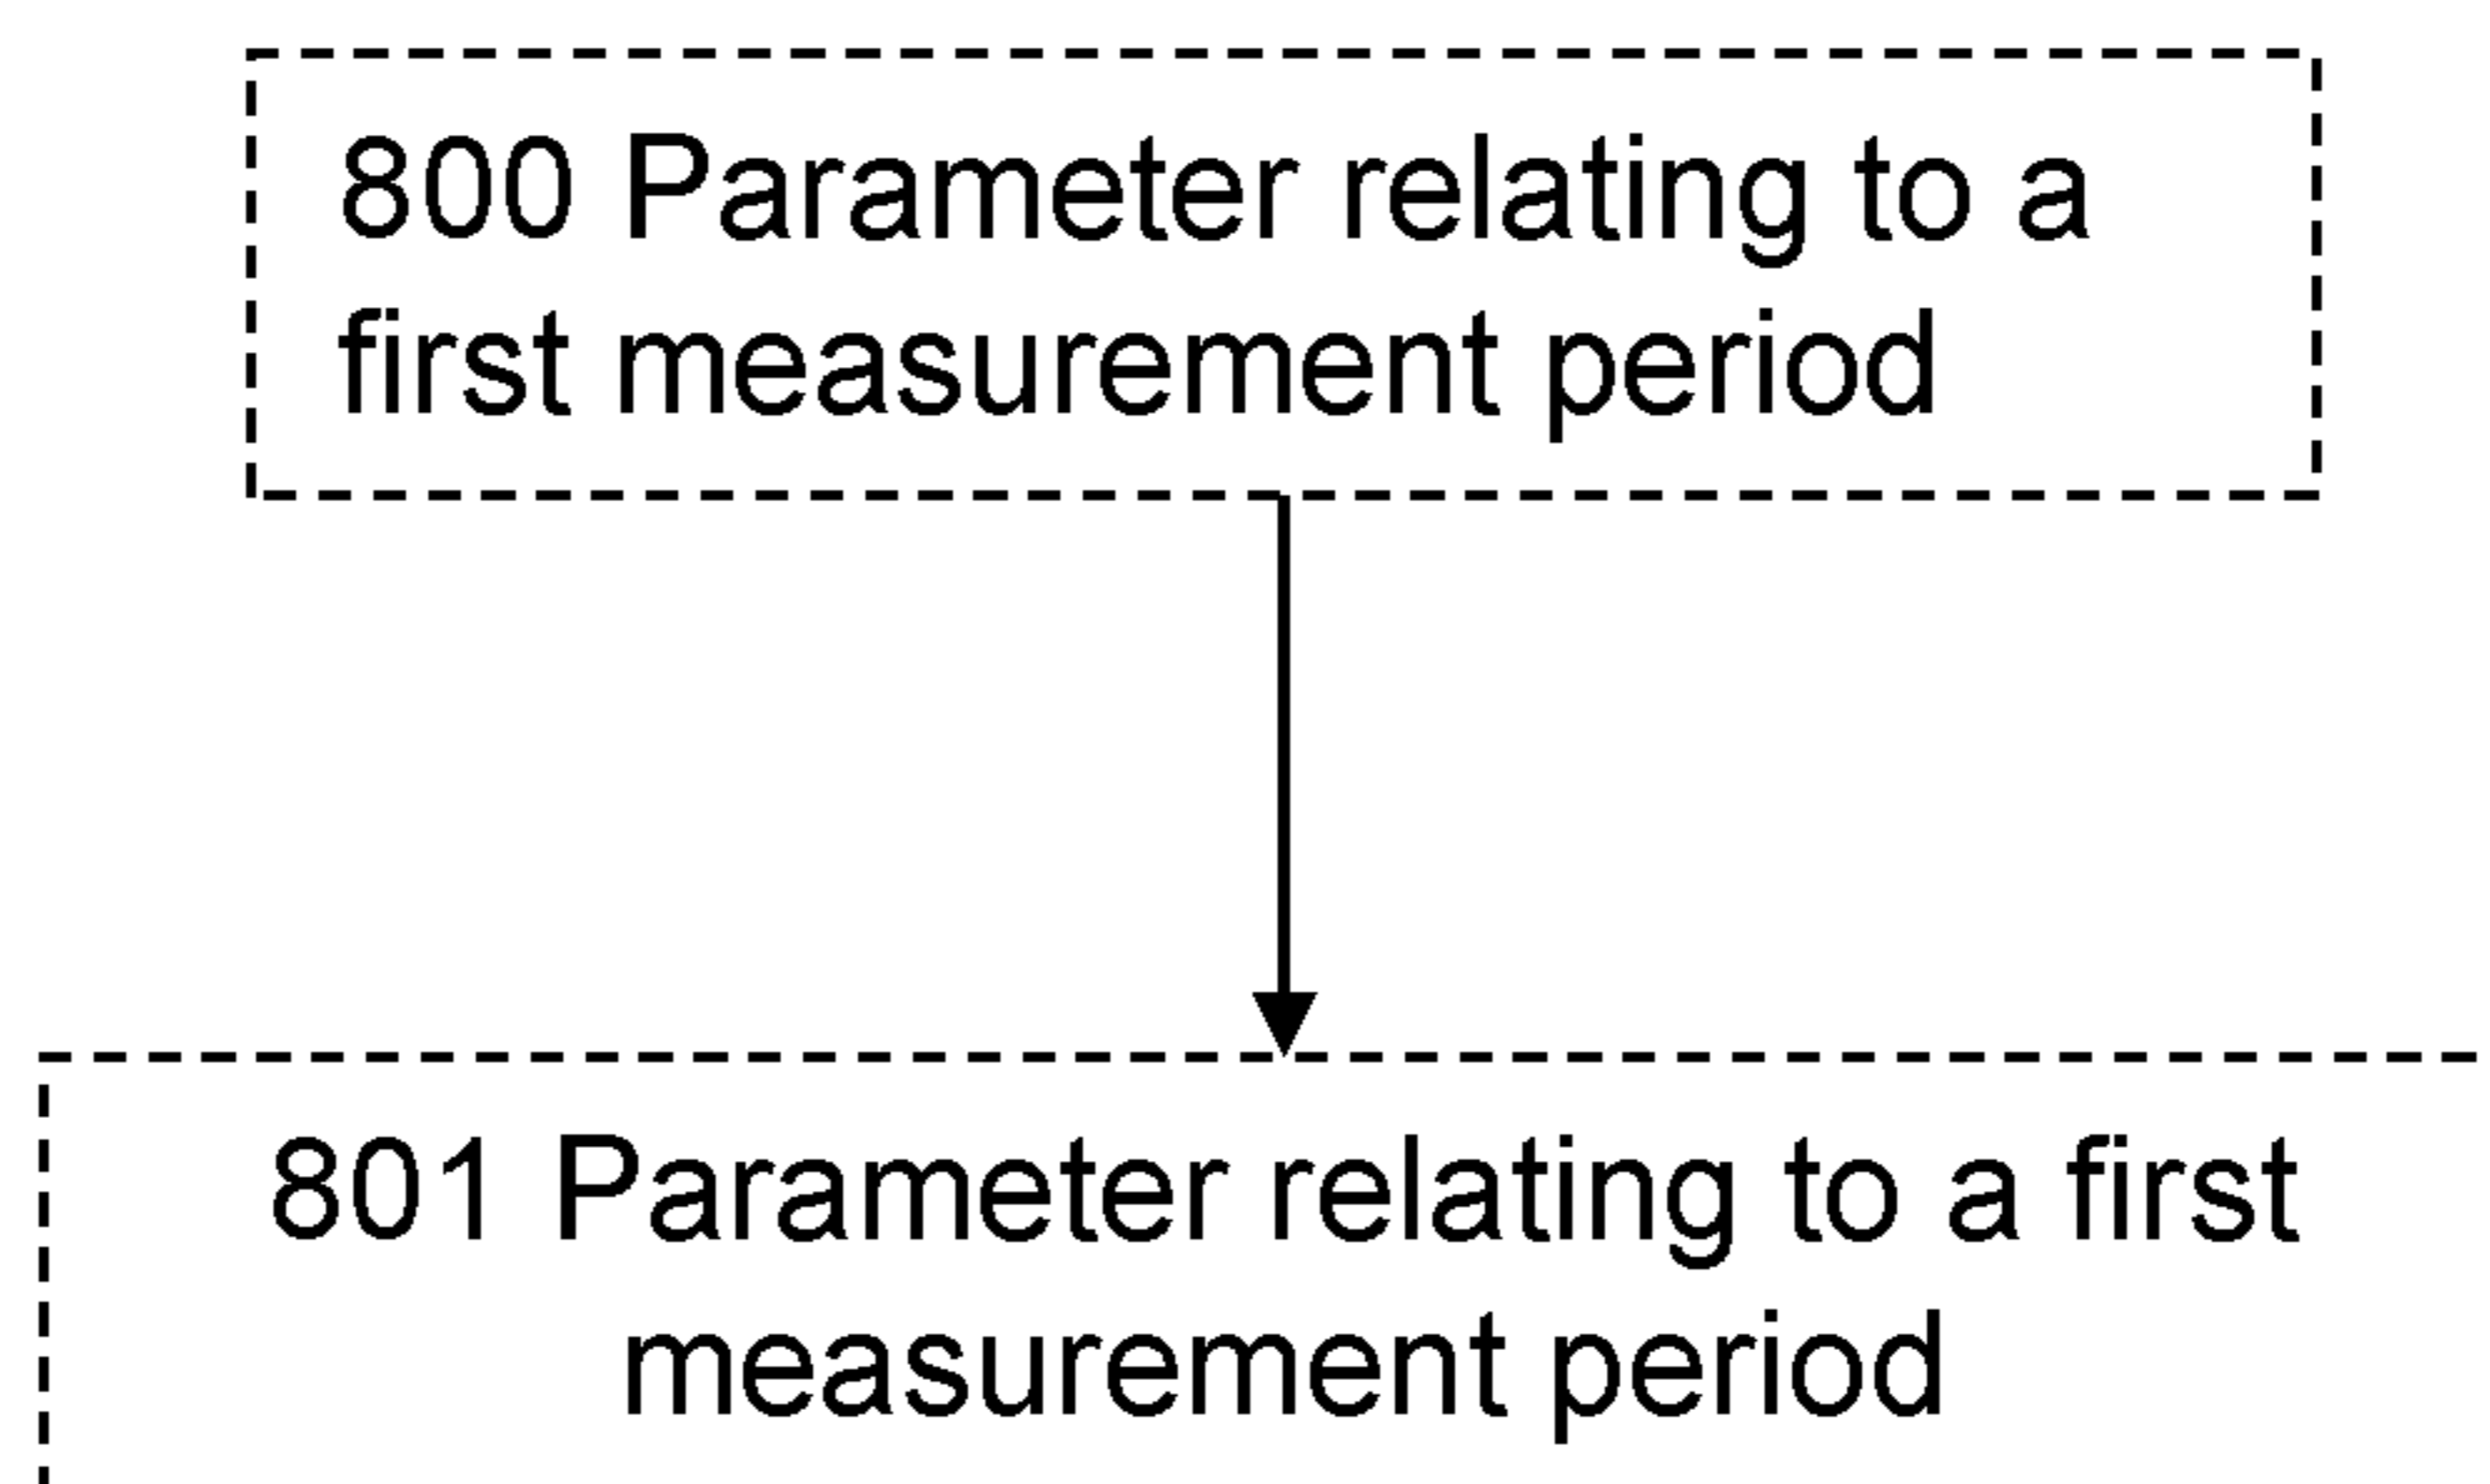 800 Parameter relating to a
first measurement period
801 Parameter relating to a first
measurement period